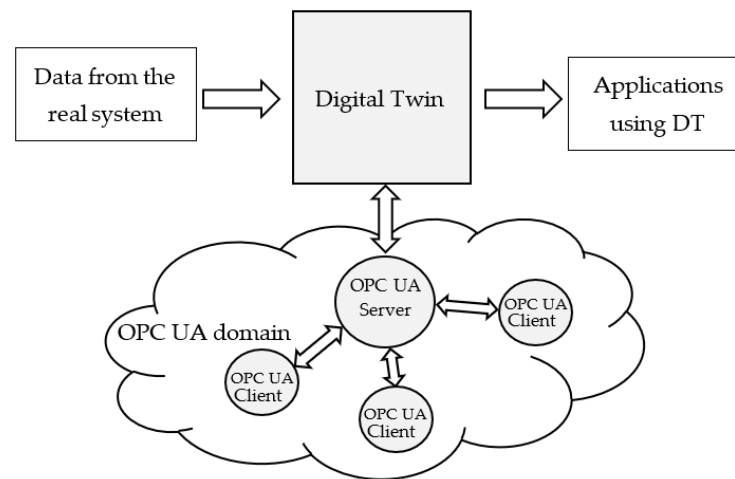 Data from the
real system
Digital Twin
Applications
using DT
OPC UA
Server
OPC UA
Client
OPC UA domain
OPC UA
Client
OPC UA
Client